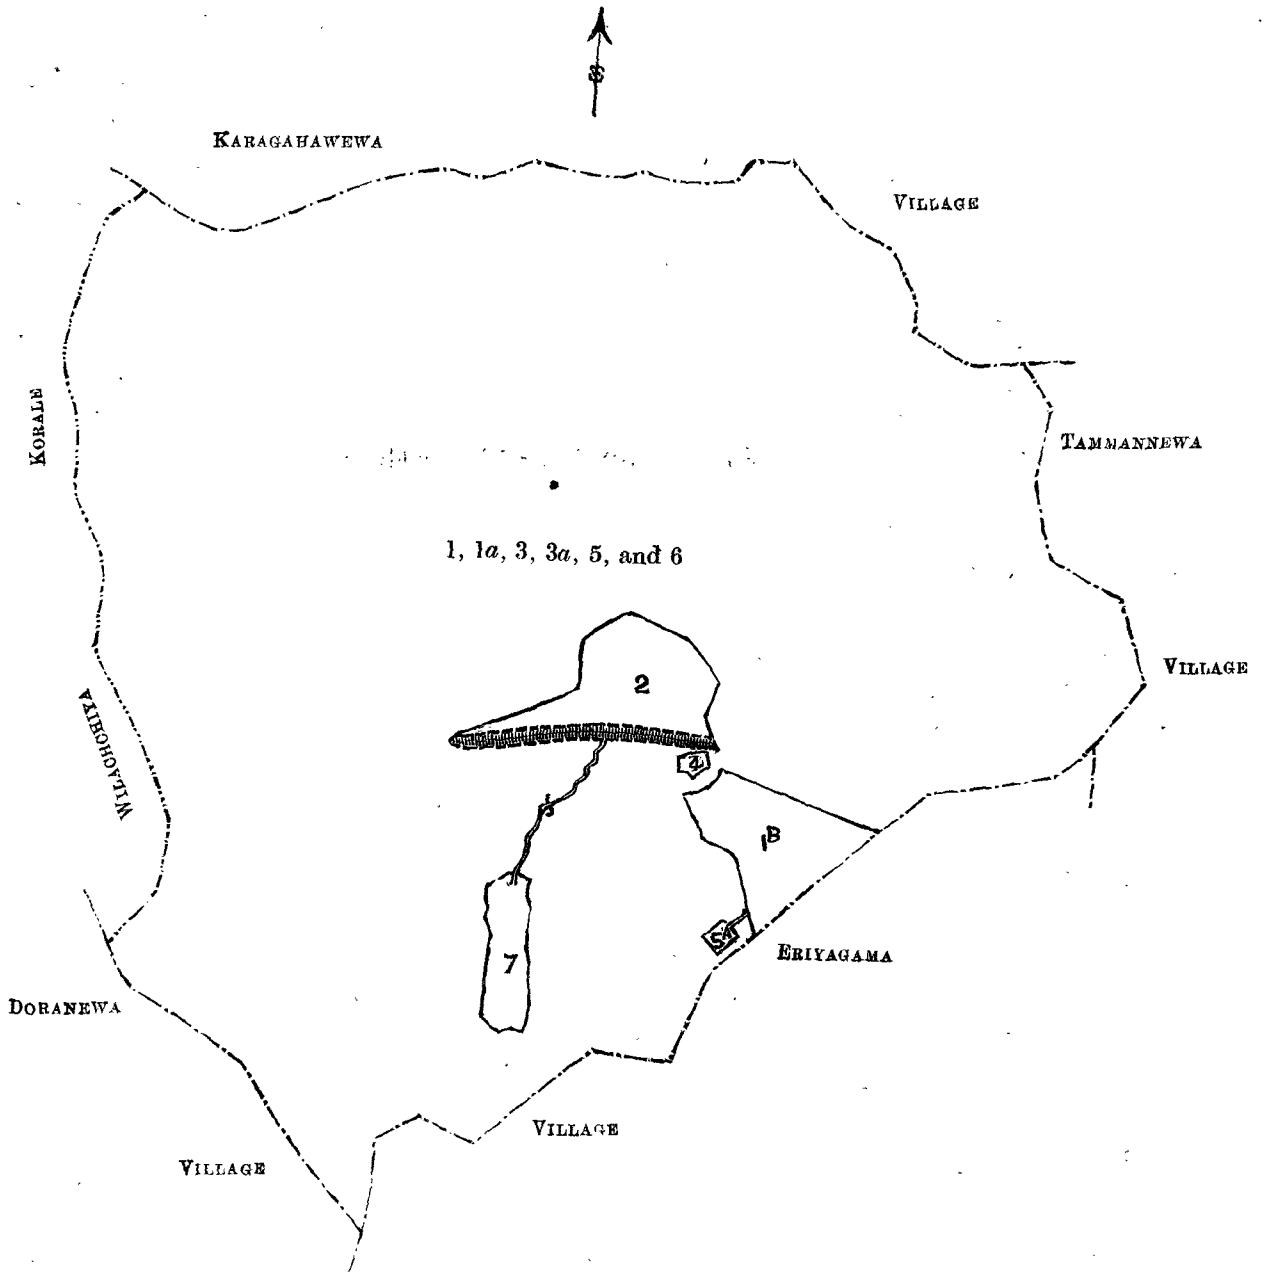 KARAGAHAWEWA
VILLAGE
KORALE
TAMMANNEWA
1, 1a, 3, 3a, 5, and 6
2
VILLAGE
WILACHCHIYA
4
5
1B
5A
7
ERIYAGAMA
DORANEWA
VILLAGE
VILLAGE